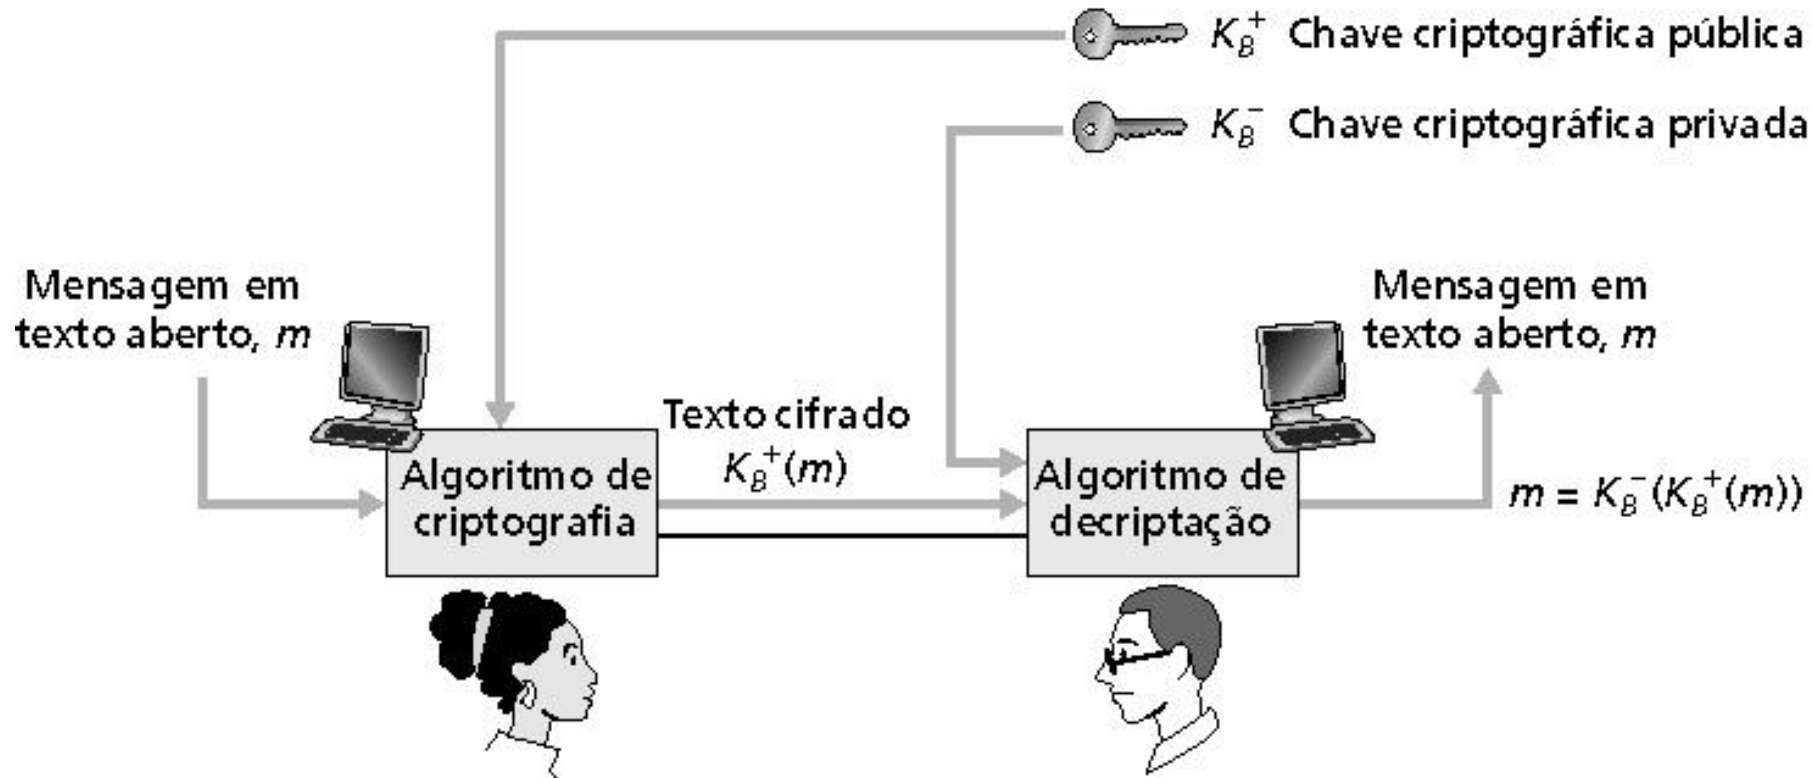 K_B^+ Chave criptográfica pública
K_B^- Chave criptográfica privada
Mensagem em
texto aberto, m
Mensagem em
texto aberto, m
Texto cifrado
K_B^+(m)
Algoritmo de
criptografia
Algoritmo de
decriptação
m = K_B^-(K_B^+(m))